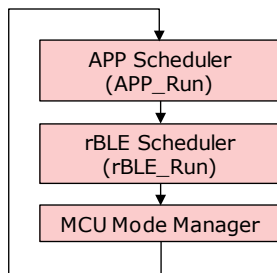 APP Scheduler
(APP_Run)
rBLE Scheduler
(rBLE_Run)
MCU Mode Manager